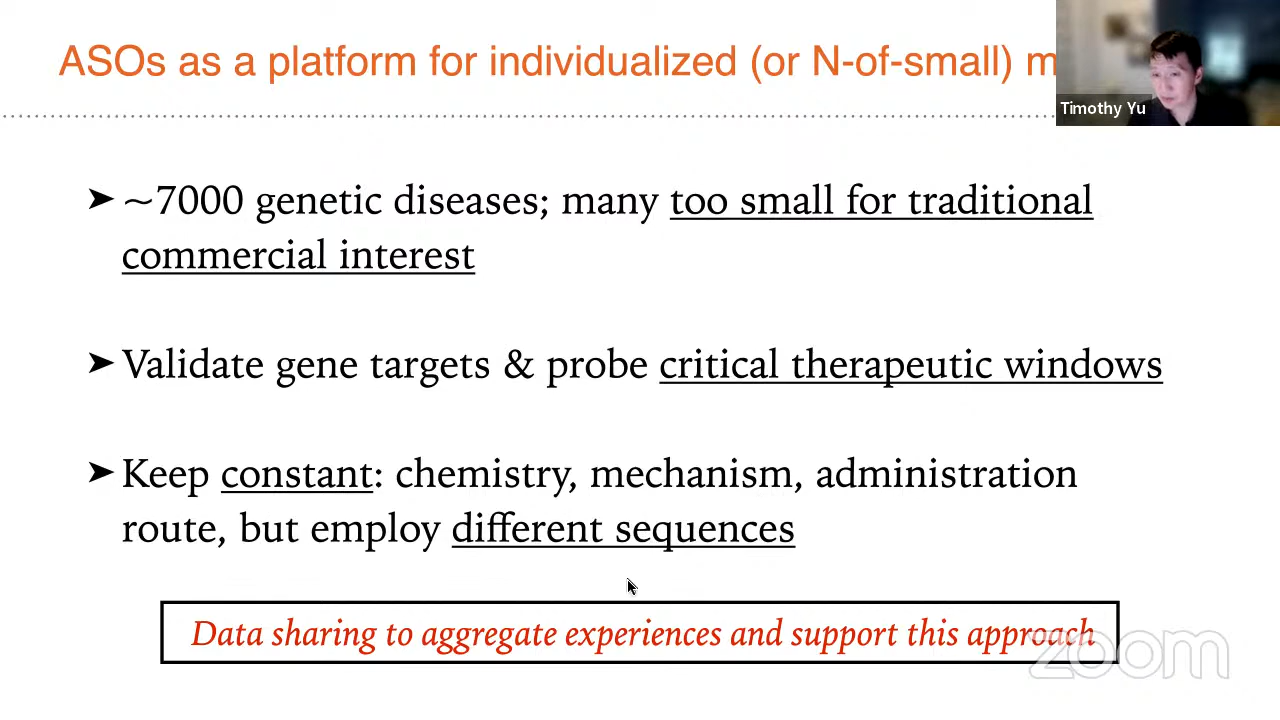 ASOs as a platform for individualized (or N-of-small) m
Timothy Yu
➤ ~7000 genetic diseases; many too small for traditional
commercial interest
➤ Validate gene targets & probe critical therapeutic windows
➤ Keep constant: chemistry, mechanism, administration
route, but employ different sequences
Data sharing to aggregate experiences and support this approach
zoom